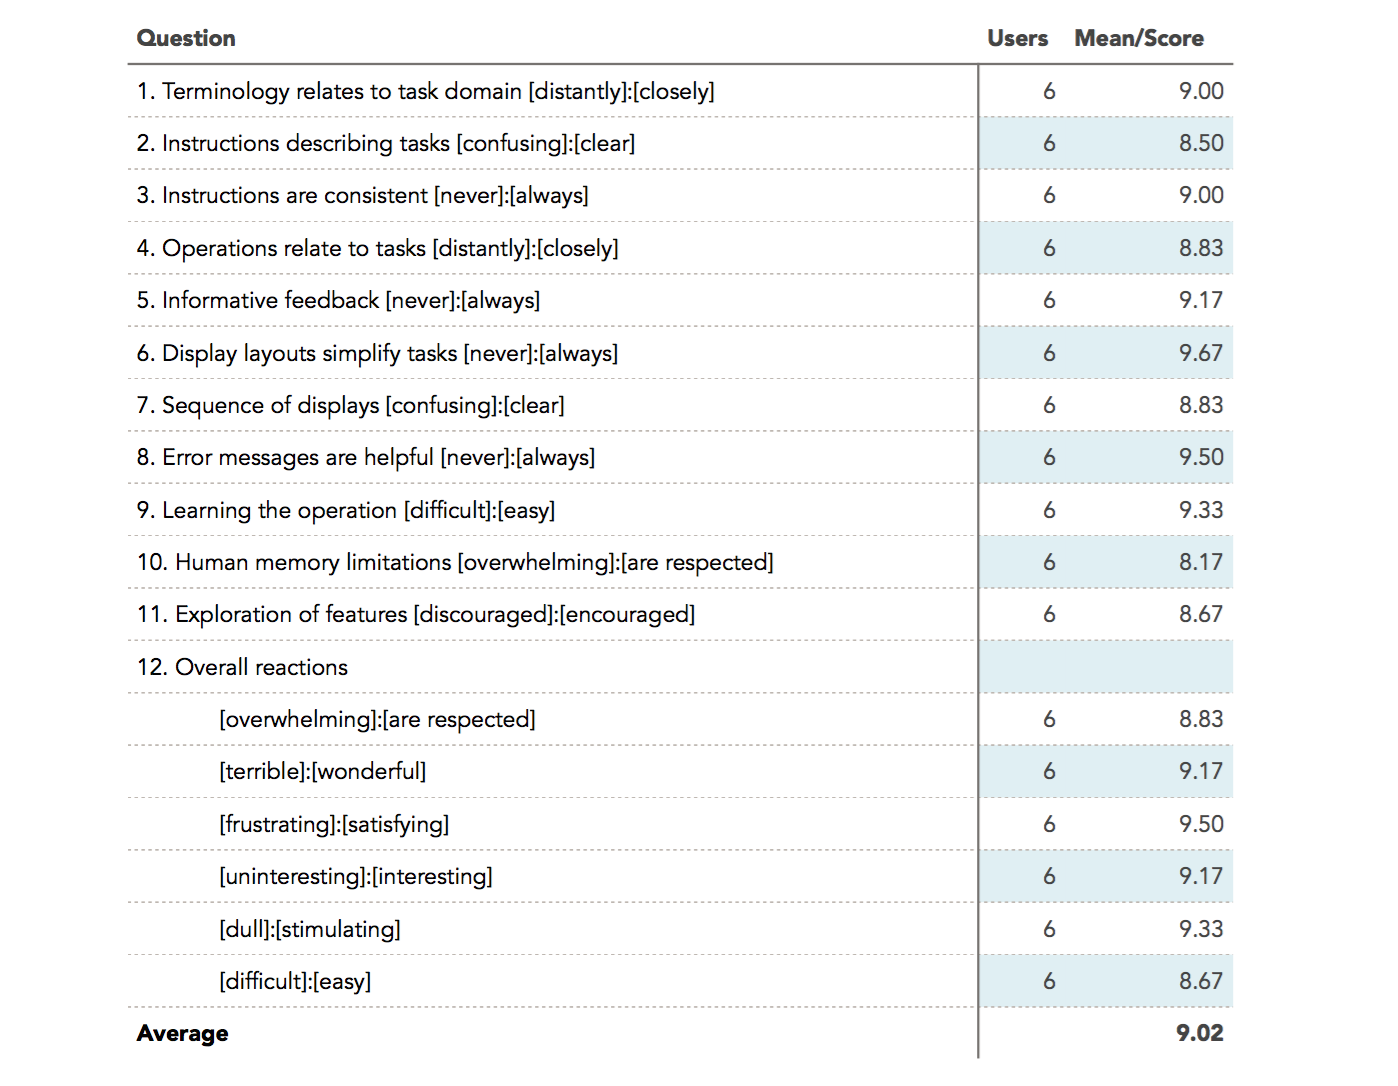 Question Users Mean/Score
1. Terminology relates to task domain [distantly]:[closely] 6 9.00
2. Instructions describing tasks [confusing]:[clear] 6 8.50
3. Instructions are consistent [never]:[always] 6 9.00
4. Operations relate to tasks [distantly]:[closely] 6 8.83
5. Informative feedback [never]:[always] 6 9.17
6. Display layouts simplify tasks [never]:[always] 6 9.67
7. Sequence of displays [confusing]:[clear] 6 8.83
8. Error messages are helpful [never]:[always] 6 9.50
9. Learning the operation [difficult]:[easy] 6 9.33
10. Human memory limitations [overwhelming]:[are respected] 6 8.17
11. Exploration of features [discouraged]:[encouraged] 6 8.67
12. Overall reactions
[overwhelming]:[are respected] 6 8.83
[terrible]:[wonderful] 6 9.17
[frustrating]:[satisfying] 6 9.50
[uninteresting]:[interesting] 6 9.17
[dull]:[stimulating] 6 9.33
[difficult]:[easy] 6 8.67
Average 9.02